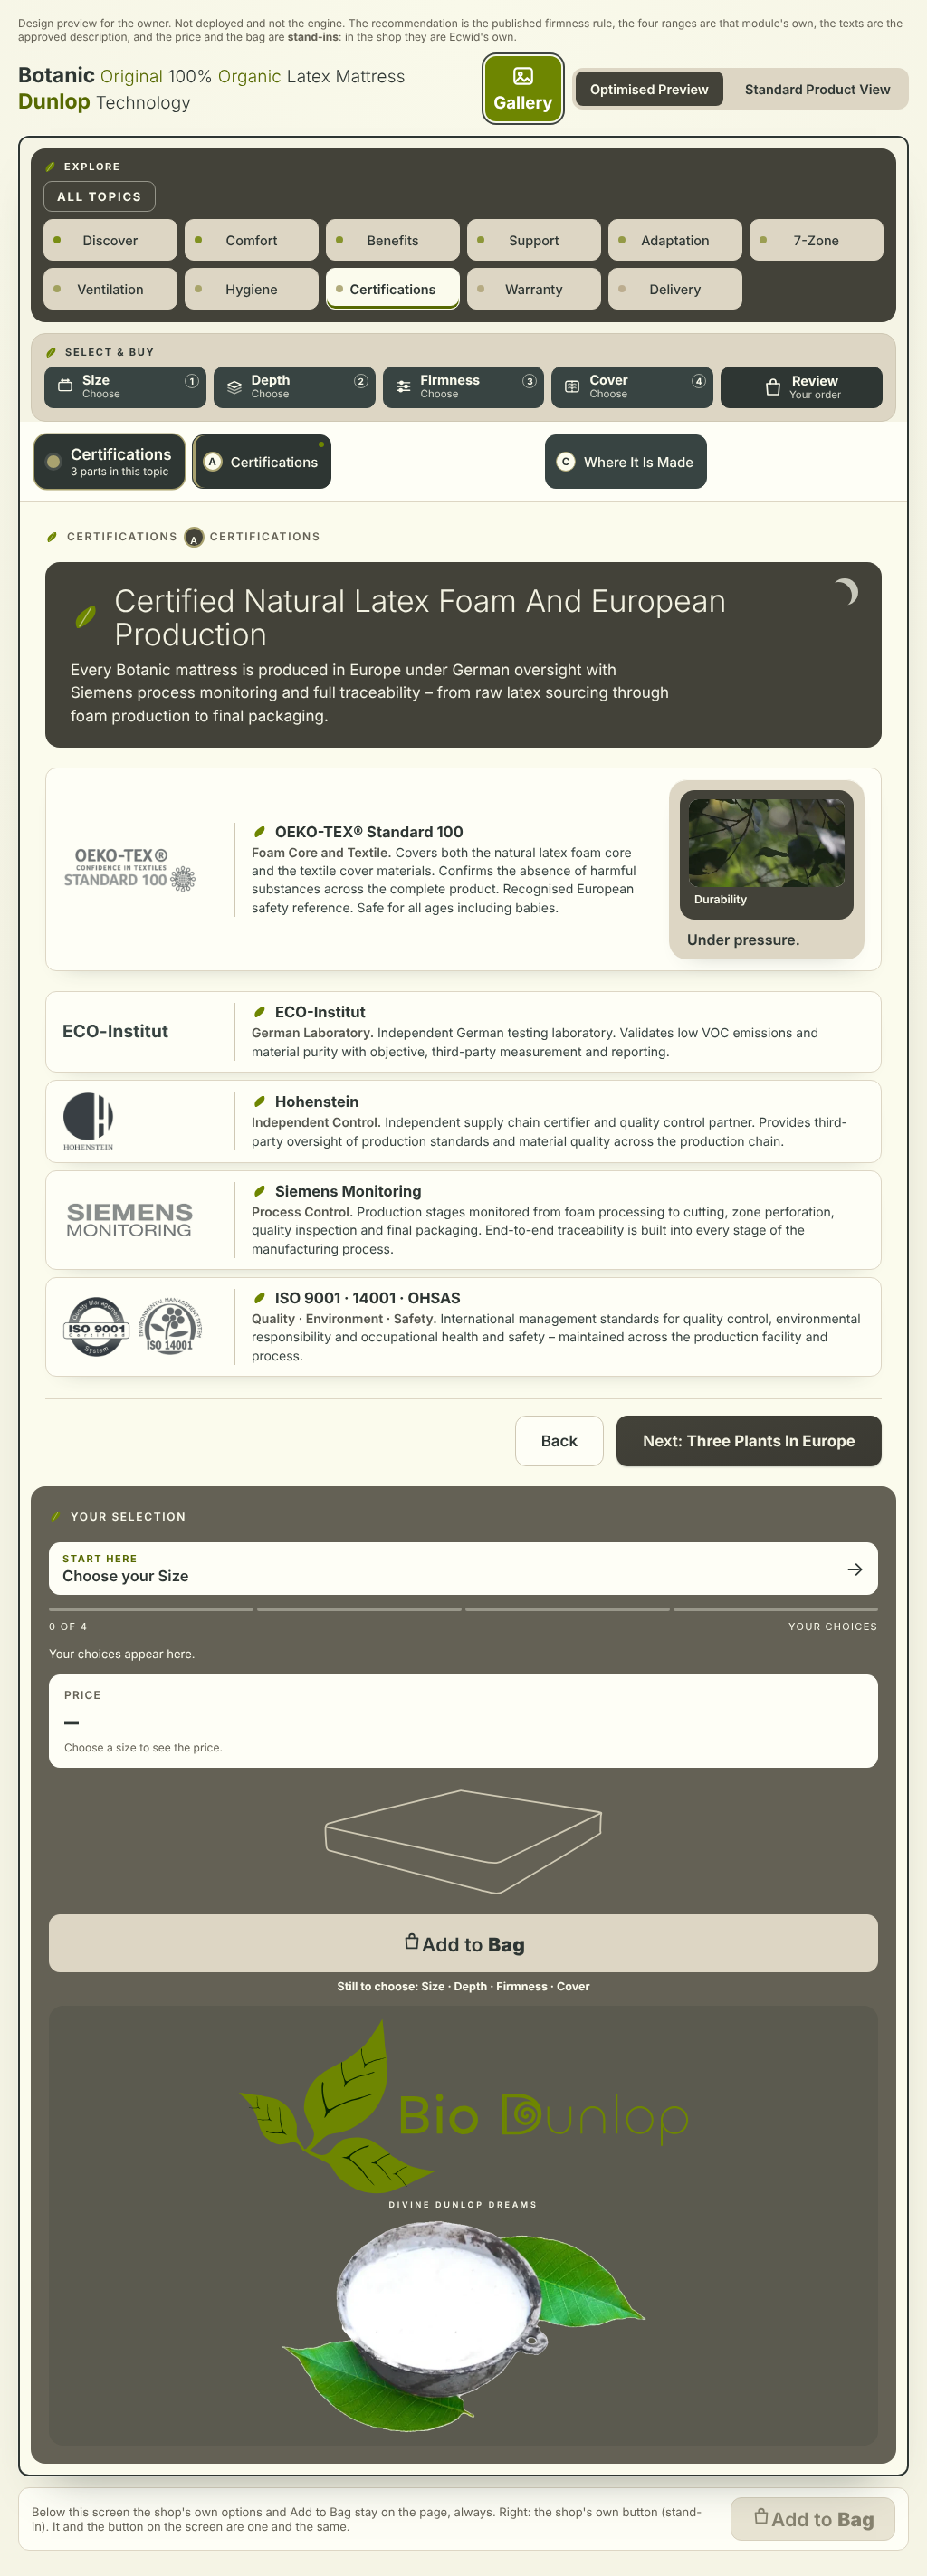 Design preview for the owner. Not deployed and not the engine. The recommendation is the published firmness rule, the four ranges are that module's own, the texts are the
approved description, and the price and the bag are stand-ins: in the shop they are Ecwid's own.
Botanic Original 100% Organic Latex Mattress
Dunlop Technology
Gallery
Optimised Preview
Standard Product View
EXPLORE
ALL TOPICS
Discover
Comfort
Benefits
Support
Adaptation
7-Zone
Ventilation
Hygiene
Certifications
Warranty
Delivery
SELECT & BUY
Size
Choose
1
Depth
Choose
2
Firmness
Choose
3
Cover
Choose
4
Review
Your order
Certifications
3 parts in this topic
A
Certifications
C
Where It Is Made
CERTIFICATIONS A CERTIFICATIONS
Certified Natural Latex Foam And European
Production
Every Botanic mattress is produced in Europe under German oversight with
Siemens process monitoring and full traceability – from raw latex sourcing through
foam production to final packaging.
OEKO-TEX®
CONFIDENCE IN TEXTILES
STANDARD 100
OEKO-TEX® Standard 100
Foam Core and Textile. Covers both the natural latex foam core
and the textile cover materials. Confirms the absence of harmful
substances across the complete product. Recognised European
safety reference. Safe for all ages including babies.
Durability
Under pressure.
ECO-Institut
ECO-Institut
German Laboratory. Independent German testing laboratory. Validates low VOC emissions and
material purity with objective, third-party measurement and reporting.
HOHENSTEIN
Hohenstein
Independent Control. Independent supply chain certifier and quality control partner. Provides third-
party oversight of production standards and material quality across the production chain.
SIEMENS
MONITORING
Siemens Monitoring
Process Control. Production stages monitored from foam processing to cutting, zone perforation,
quality inspection and final packaging. End-to-end traceability is built into every stage of the
manufacturing process.
Quality Management
ISO 9001
Certified
System
ENVIRONMENTAL MANAGEMENT SYSTEM
ISO 14001
ISO 9001 · 14001 · OHSAS
Quality · Environment · Safety. International management standards for quality control, environmental
responsibility and occupational health and safety – maintained across the production facility and
process.
Back
Next: Three Plants In Europe
YOUR SELECTION
START HERE
Choose your Size
0 OF 4
YOUR CHOICES
Your choices appear here.
PRICE
–
Choose a size to see the price.
Add to Bag
Still to choose: Size · Depth · Firmness · Cover
Bio Dunlop
DIVINE DUNLOP DREAMS
Below this screen the shop's own options and Add to Bag stay on the page, always. Right: the shop's own button (stand-
in). It and the button on the screen are one and the same.
Add to Bag